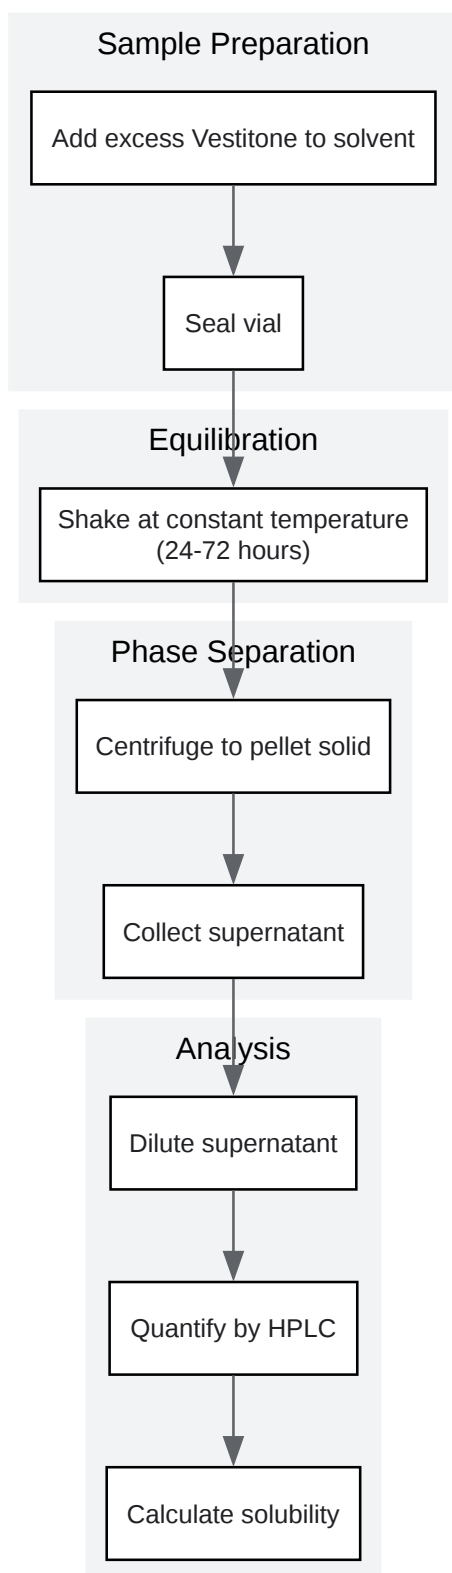 Sample Preparation
Add excess Vestitone to solvent
Seal vial
Equilibration
Shake at constant temperature
(24-72 hours)
Phase Separation
Centrifuge to pellet solid
Collect supernatant
Analysis
Dilute supernatant
Quantify by HPLC
Calculate solubility